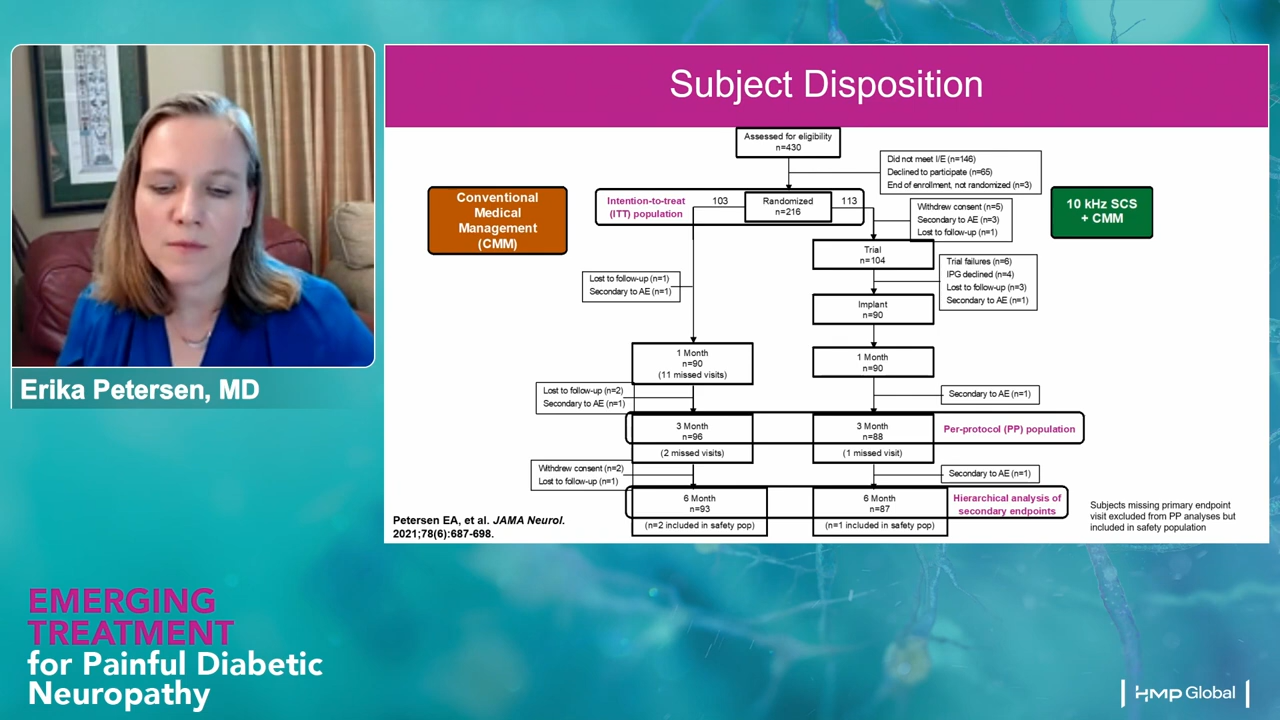 Subject Disposition
Assessed for eligibility
n=430
Did not meet I/E (n=146)
Declined to participate (n=65)
End of enrollment, not randomized (n=3)
Conventional
Medical
Management
(CMM)
Intention-to-treat
(ITT) population
103
Randomized
n=216
113
Withdrew consent (n=5)
Secondary to AE (n=3)
Lost to follow-up (n=1)
10 kHz SCS
+ CMM
Trial
n=104
Lost to follow-up (n=1)
Secondary to AE (n=1)
Trial failures (n=6)
IPG declined (n=4)
Lost to follow-up (n=3)
Secondary to AE (n=1)
Implant
n=90
1 Month
n=90
(11 missed visits)
1 Month
n=90
Lost to follow-up (n=2)
Secondary to AE (n=1)
Secondary to AE (n=1)
3 Month
n=96
(2 missed visits)
3 Month
n=88
(1 missed visit)
Per-protocol (PP) population
Withdrew consent (n=2)
Lost to follow-up (n=1)
Secondary to AE (n=1)
6 Month
n=93
(n=2 included in safety pop)
6 Month
n=87
(n=1 included in safety pop)
Hierarchical analysis of
secondary endpoints
Petersen EA, et al. JAMA Neurol.
2021;78(6):687-698.
Subjects missing primary endpoint
visit excluded from PP analyses but
included in safety population
Erika Petersen, MD
EMERGING
TREATMENT
for Painful Diabetic
Neuropathy
HMP Global